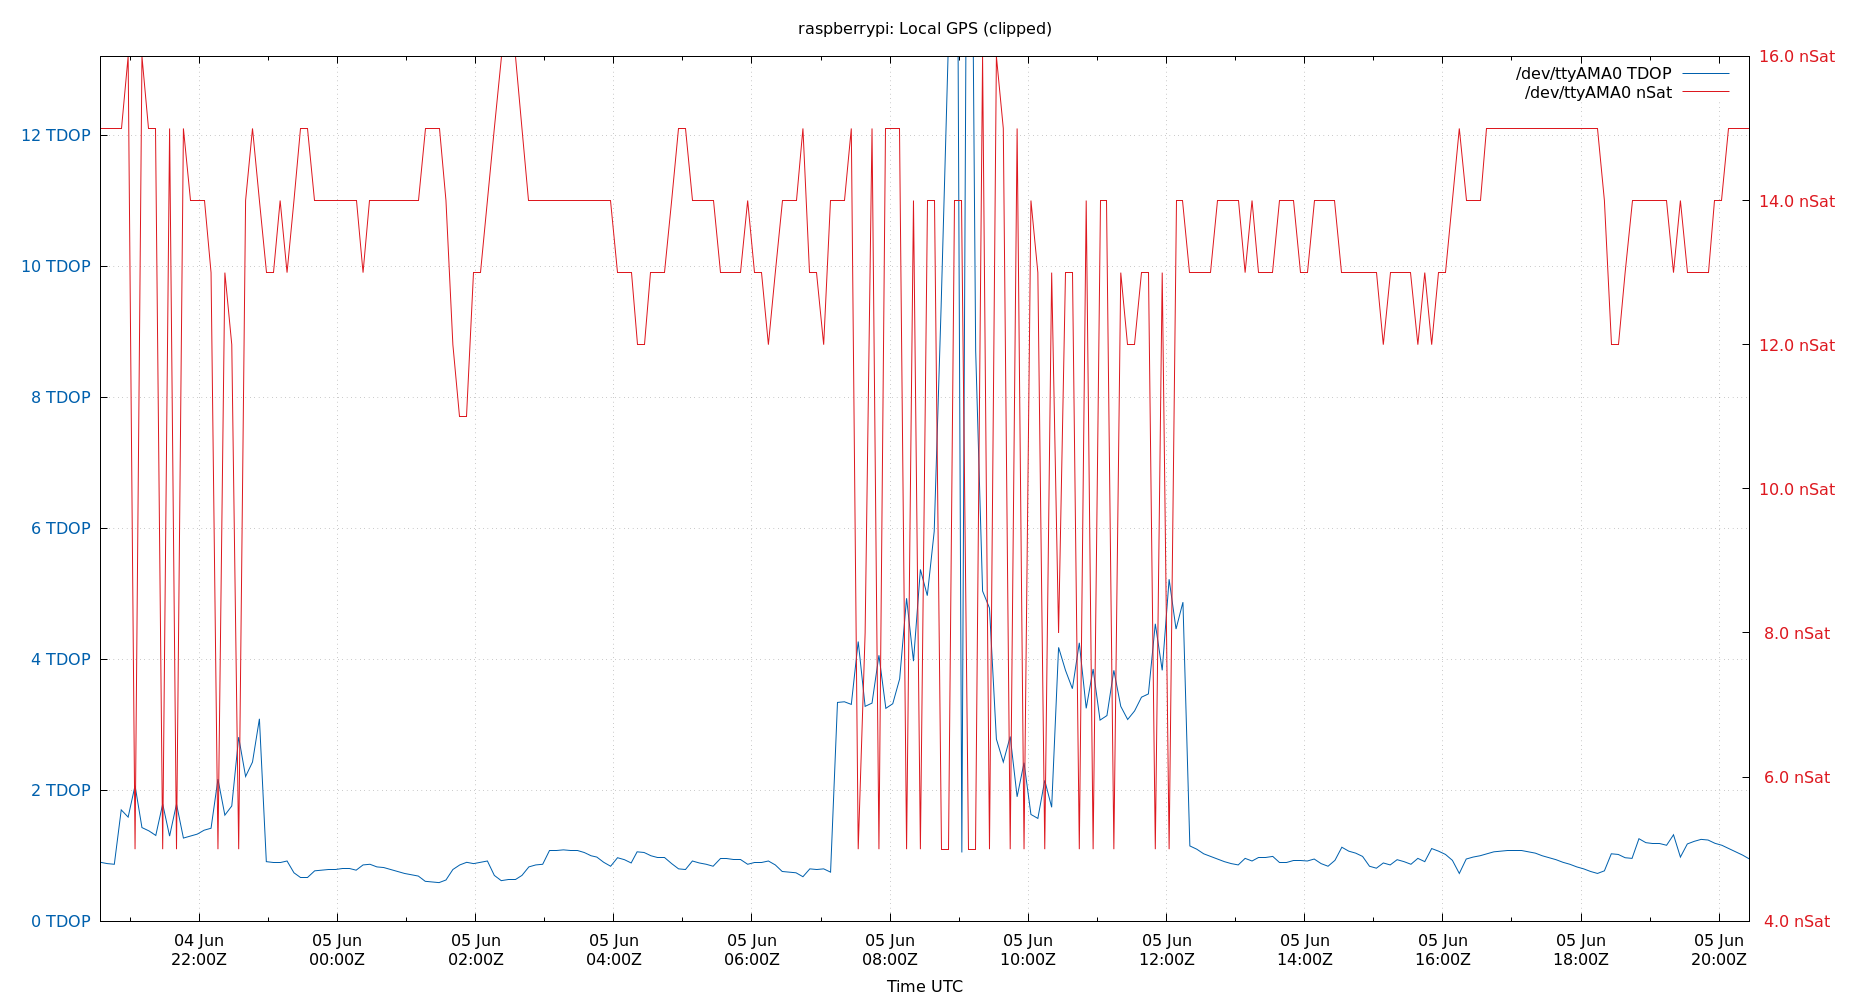 raspberrypi: Local GPS (clipped)
/dev/ttyAMA0 TDOP
/dev/ttyAMA0 nSat
12 TDOP
10 TDOP
8 TDOP
6 TDOP
4 TDOP
2 TDOP
0 TDOP
16.0 nSat
14.0 nSat
12.0 nSat
10.0 nSat
8.0 nSat
6.0 nSat
4.0 nSat
04 Jun
22:00Z
05 Jun
00:00Z
05 Jun
02:00Z
05 Jun
04:00Z
05 Jun
06:00Z
05 Jun
08:00Z
05 Jun
10:00Z
05 Jun
12:00Z
05 Jun
14:00Z
05 Jun
16:00Z
05 Jun
18:00Z
05 Jun
20:00Z
Time UTC